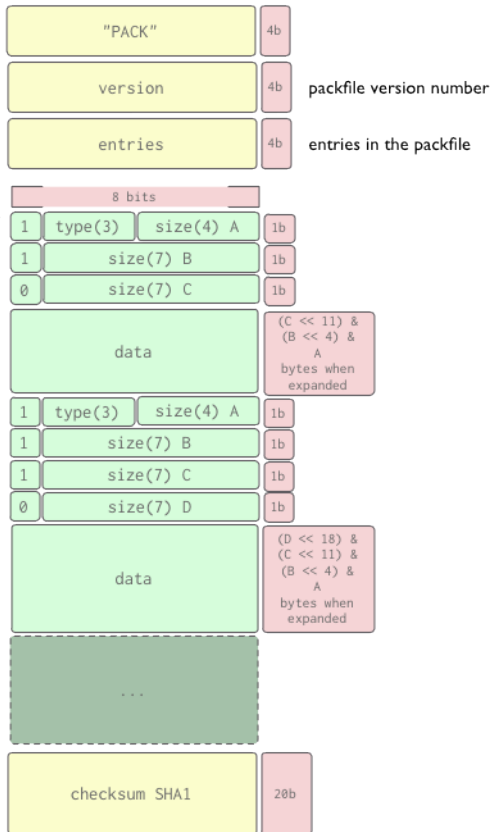 "PACK" 4b
version 4b packfile version number
entries 4b entries in the packfile
8 bits
1 type(3) size(4) A 1b
1 size(7) B 1b
0 size(7) C 1b
data
(C << 11) &
(B << 4) &
A
bytes when
expanded
1 type(3) size(4) A 1b
1 size(7) B 1b
1 size(7) C 1b
0 size(7) D 1b
data
(D << 18) &
(C << 11) &
(B << 4) &
A
bytes when
expanded
...
checksum SHA1 20b